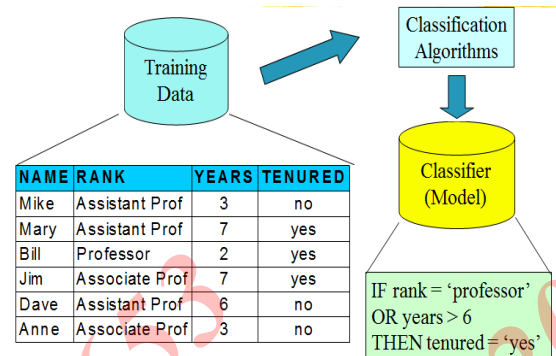 Training
Data
Classification
Algorithms
Classifier
(Model)
NAME RANK YEARS TENURED
Mike Assistant Prof 3 no
Mary Assistant Prof 7 yes
Bill Professor 2 yes
Jim Associate Prof 7 yes
Dave Assistant Prof 6 no
Anne Associate Prof 3 no
IF rank = ‘professor’
OR years > 6
THEN tenured = ‘yes’